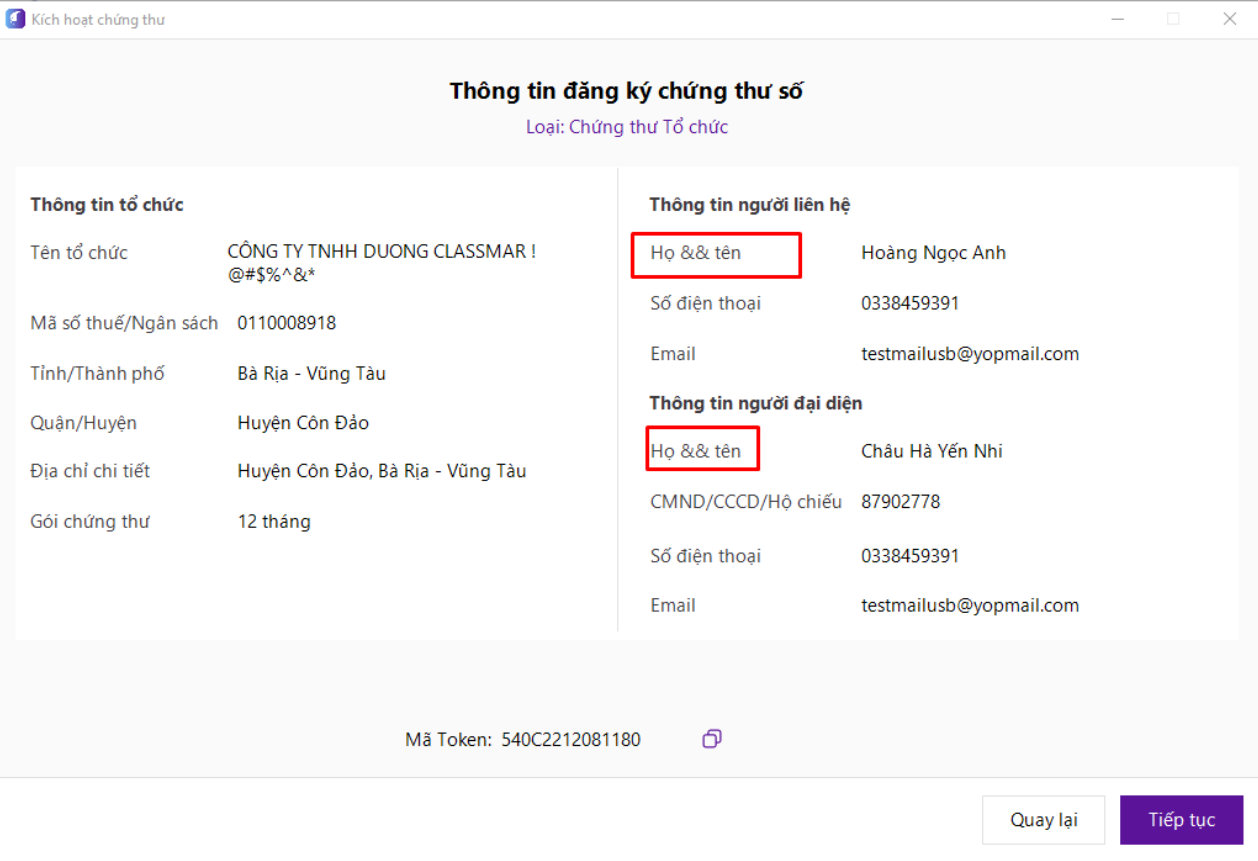 Kích hoạt chứng thư
Thông tin đăng ký chứng thư số
Loại: Chứng thư Tổ chức
Thông tin tổ chức
Tên tổ chức CÔNG TY TNHH DUONG CLASSMAR !
@#$%^&*
Mã số thuế/Ngân sách 0110008918
Tỉnh/Thành phố Bà Rịa - Vũng Tàu
Quận/Huyện Huyện Côn Đảo
Địa chỉ chi tiết Huyện Côn Đảo, Bà Rịa - Vũng Tàu
Gói chứng thư 12 tháng
Thông tin người liên hệ
Họ && tên Hoàng Ngọc Anh
Số điện thoại 0338459391
Email testmailusb@yopmail.com
Thông tin người đại diện
Họ && tên Châu Hà Yến Nhi
CMND/CCCD/Hộ chiếu 87902778
Số điện thoại 0338459391
Email testmailusb@yopmail.com
Mã Token: 540C2212081180
Quay lại Tiếp tục